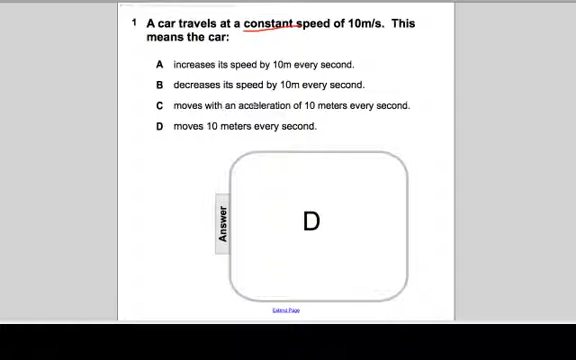 1 A car travels at a constant speed of 10m/s. This
means the car:
A increases its speed by 10m every second.
B decreases its speed by 10m every second.
C moves with an acceleration of 10 meters every second.
D moves 10 meters every second.
Answer
D